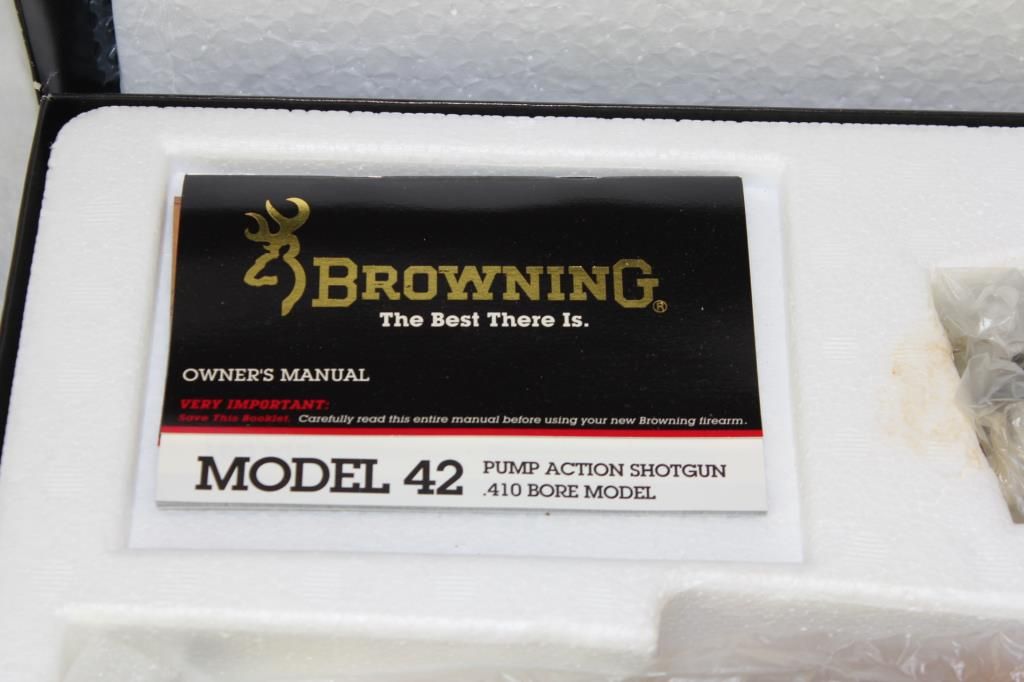 BROWNING®
The Best There Is.
OWNER'S MANUAL
VERY IMPORTANT:
Save This Booklet. Carefully read this entire manual before using your new Browning firearm.
MODEL 42
PUMP ACTION SHOTGUN
.410 BORE MODEL